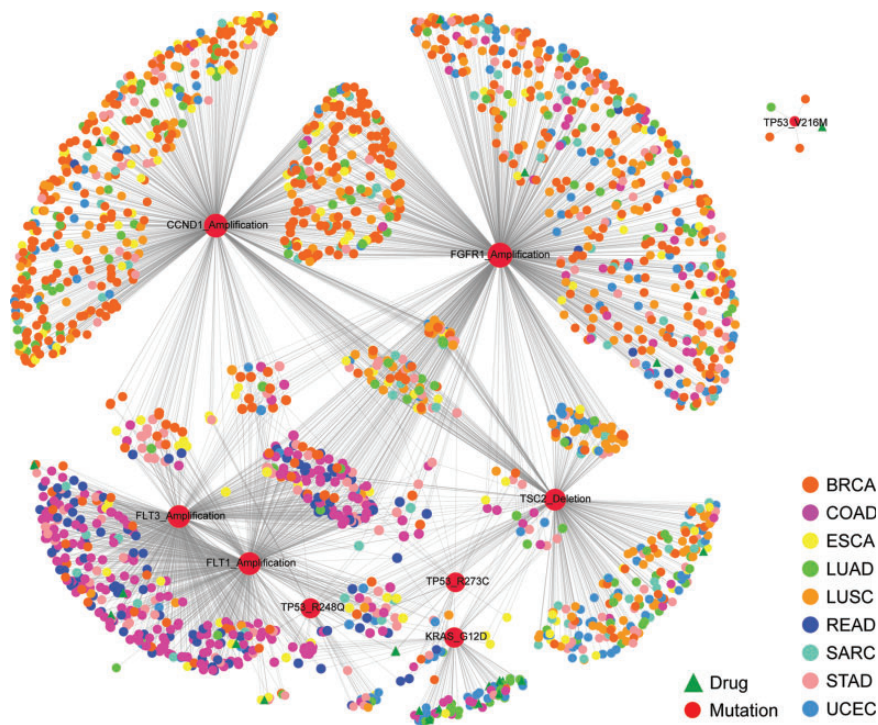 TP53_V216M
CCND1_Amplification
FGFR1_Amplification
TSC2_Deletion
FLT3_Amplification
FLT1_Amplification
TP53_R273C
TP53_R248Q
KRAS_G12D
BRCA
COAD
ESCA
LUAD
LUSC
READ
SARC
STAD
UCEC
Drug
Mutation